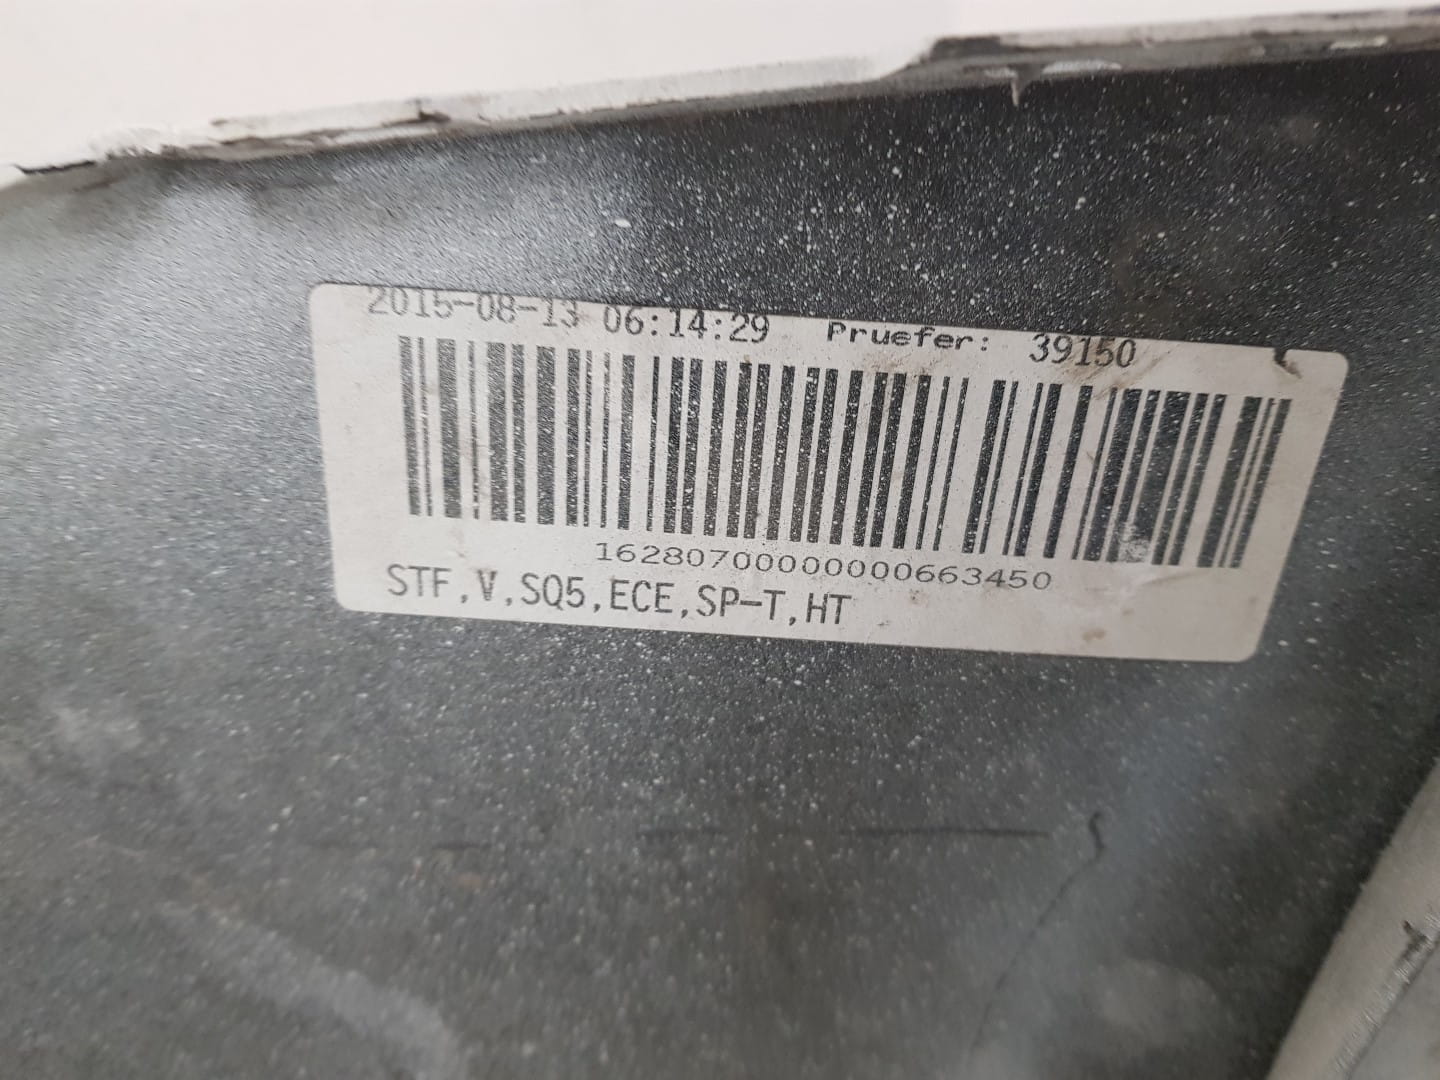 2015-08-13 06:14:29 Pruefer: 39150
16280700000000663450
STF,V,SQ5,ECE,SP-T,HT